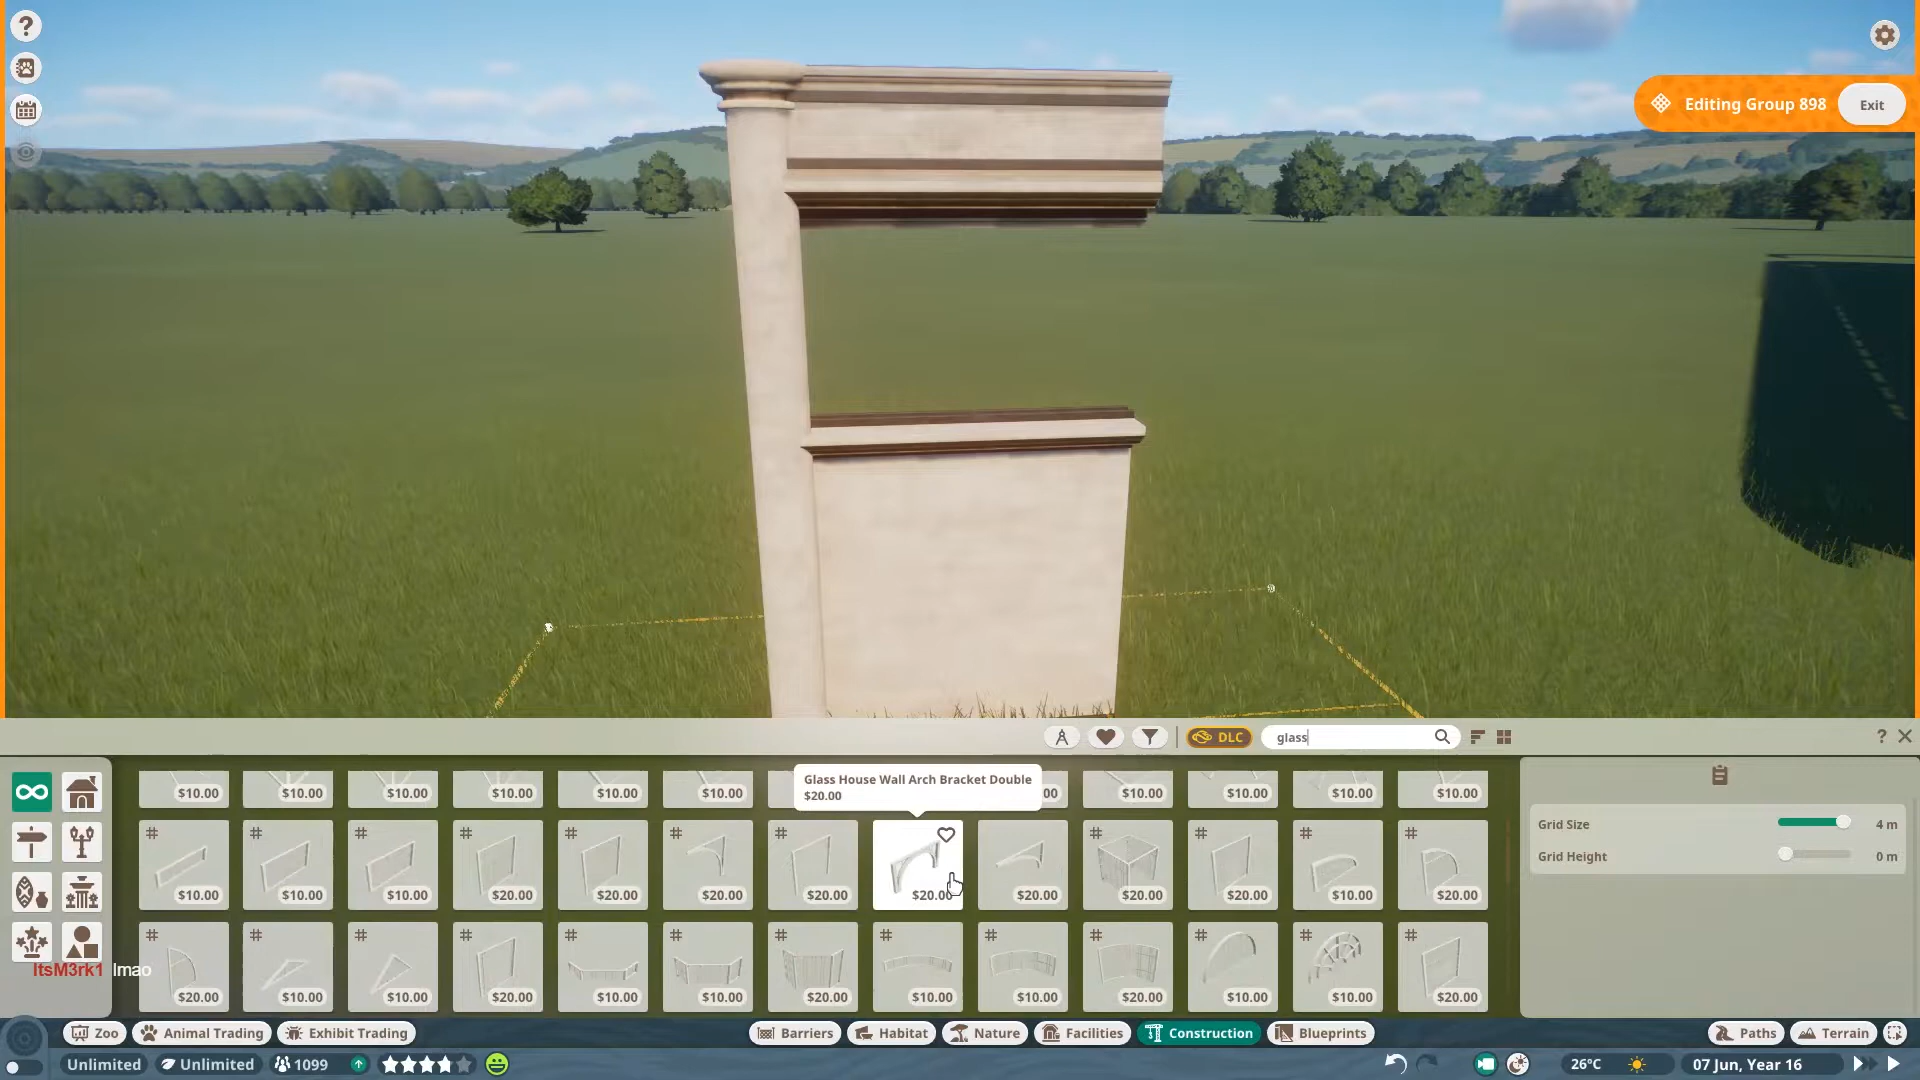 ?
Editing Group 898
Exit
DLC
glass
?
Glass House Wall Arch Bracket Double
$20.00
$10.00 $10.00 $10.00 $10.00 $10.00 $10.00 $10.00 $10.00 $10.00 $10.00
$10.00 $10.00 $10.00 $20.00 $20.00 $20.00 $20.00 $20.00 $20.00 $20.00 $20.00 $10.00 $20.00
$20.00 $10.00 $10.00 $20.00 $10.00 $10.00 $20.00 $10.00 $10.00 $20.00 $10.00 $10.00 $20.00
Grid Size 4 m
Grid Height 0 m
ItsM3rk1 lmao
Zoo Animal Trading Exhibit Trading Barriers Habitat Nature Facilities Construction Blueprints Paths Terrain
Unlimited Unlimited 1099 26°C 07 Jun, Year 16